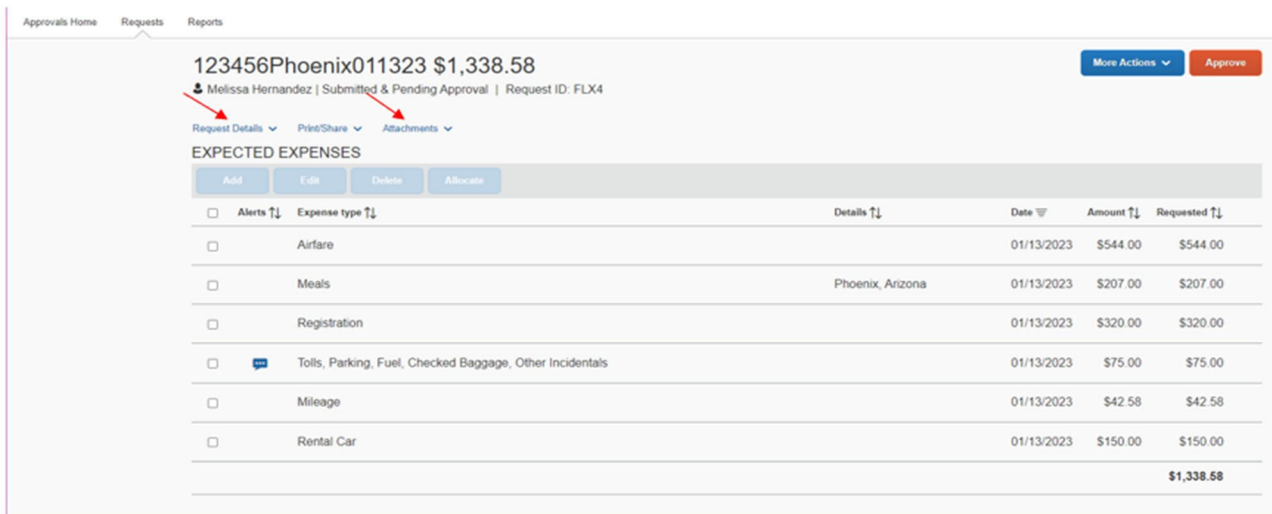 Approvals Home Requests Reports
123456Phoenix011323 $1,338.58
More Actions Approve
Melissa Hernandez | Submitted & Pending Approval | Request ID: FLX4
Request Details Print/Share Attachments
EXPECTED EXPENSES
Add Edit Delete Allocate
Alerts Expense type Details Date Amount Requested
Airfare 01/13/2023 $544.00 $544.00
Meals Phoenix, Arizona 01/13/2023 $207.00 $207.00
Registration 01/13/2023 $320.00 $320.00
Tolls, Parking, Fuel, Checked Baggage, Other Incidentals 01/13/2023 $75.00 $75.00
Mileage 01/13/2023 $42.58 $42.58
Rental Car 01/13/2023 $150.00 $150.00
$1,338.58